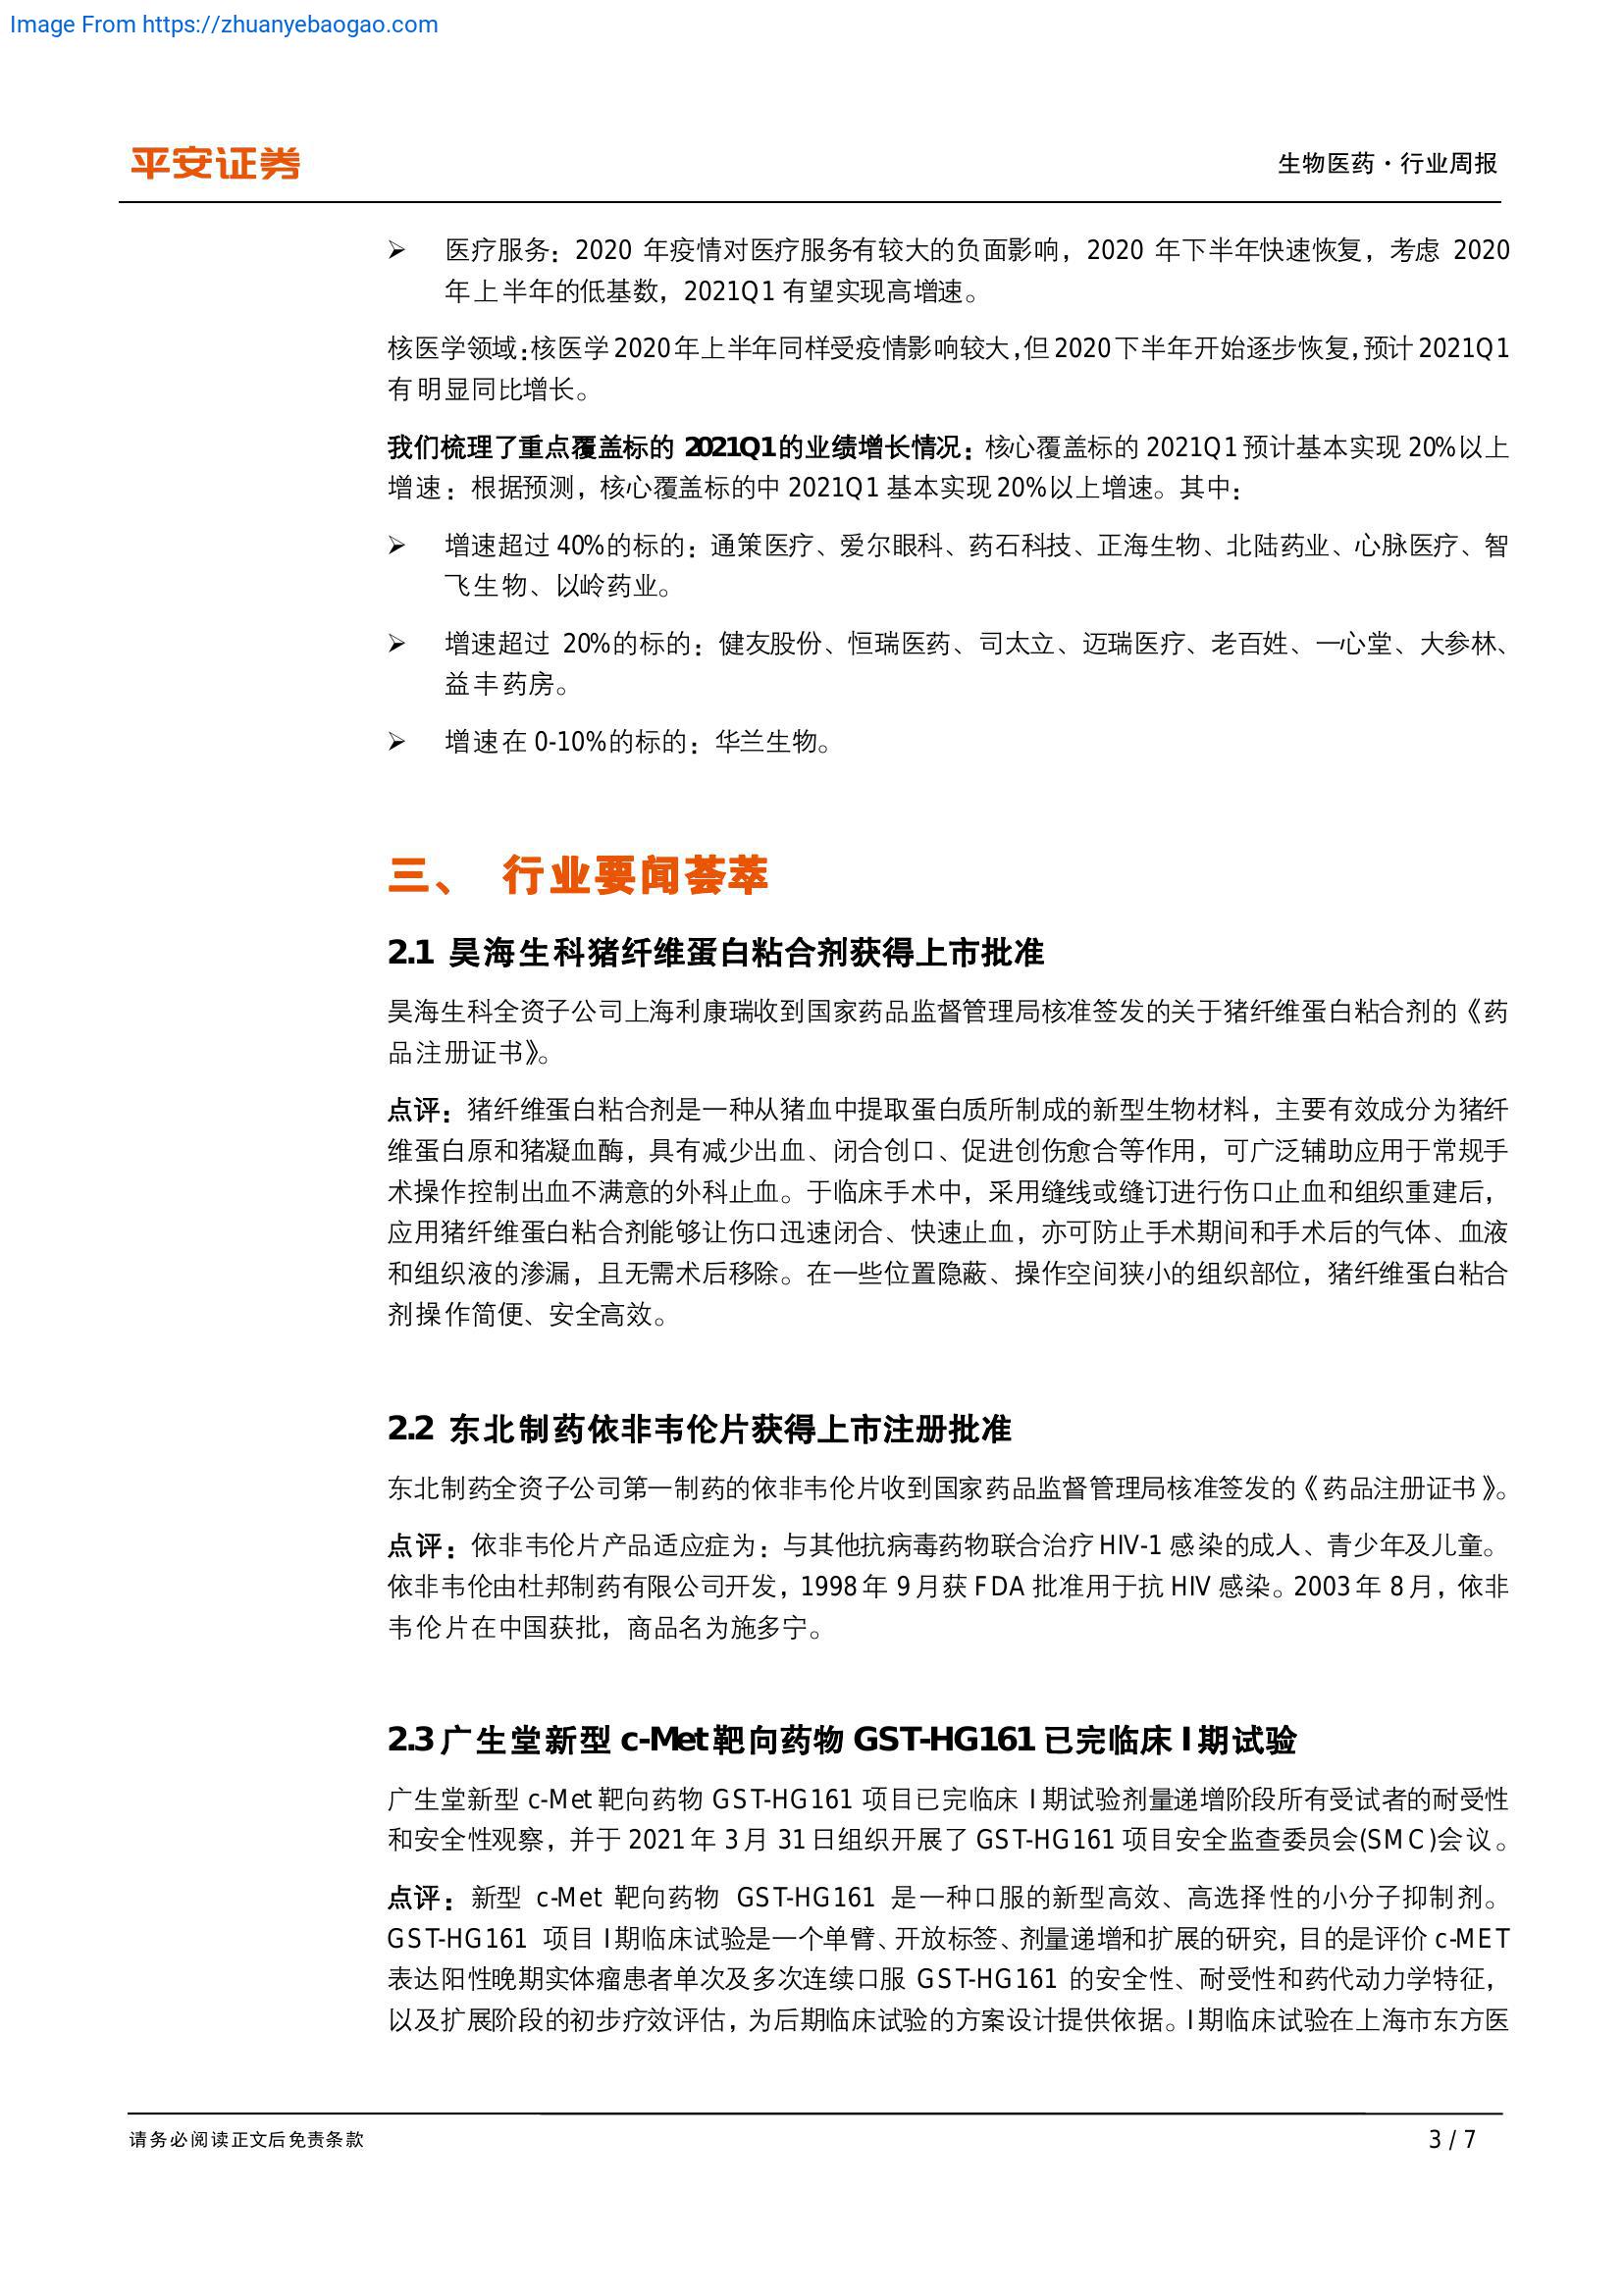 Image From https://zhuanyebaogao.com
平安证券
生物医药·行业周报
➢ 医疗服务：2020 年疫情对医疗服务有较大的负面影响，2020 年下半年快速恢复，考虑 2020
年上半年的低基数，2021Q1 有望实现高增速。
核医学领域：核医学 2020 年上半年同样受疫情影响较大，但 2020 下半年开始逐步恢复，预计 2021Q1
有明显同比增长。
我们梳理了重点覆盖标的 2021Q1 的业绩增长情况：核心覆盖标的 2021Q1 预计基本实现 20%以上
增速：根据预测，核心覆盖标的中 2021Q1 基本实现 20%以上增速。其中：
➢ 增速超过 40%的标的：通策医疗、爱尔眼科、药石科技、正海生物、北陆药业、心脉医疗、智
飞生物、以岭药业。
➢ 增速超过 20%的标的：健友股份、恒瑞医药、司太立、迈瑞医疗、老百姓、一心堂、大参林、
益丰药房。
➢ 增速在 0-10%的标的：华兰生物。
三、 行业要闻荟萃
2.1 昊海生科猪纤维蛋白粘合剂获得上市批准
昊海生科全资子公司上海利康瑞收到国家药品监督管理局核准签发的关于猪纤维蛋白粘合剂的《药
品注册证书》。
点评：猪纤维蛋白粘合剂是一种从猪血中提取蛋白质所制成的新型生物材料，主要有效成分为猪纤
维蛋白原和猪凝血酶，具有减少出血、闭合创口、促进创伤愈合等作用，可广泛辅助应用于常规手
术操作控制出血不满意的外科止血。于临床手术中，采用缝线或缝订进行伤口止血和组织重建后，
应用猪纤维蛋白粘合剂能够让伤口迅速闭合、快速止血，亦可防止手术期间和手术后的气体、血液
和组织液的渗漏，且无需术后移除。在一些位置隐蔽、操作空间狭小的组织部位，猪纤维蛋白粘合
剂操作简便、安全高效。
2.2 东北制药依非韦伦片获得上市注册批准
东北制药全资子公司第一制药的依非韦伦片收到国家药品监督管理局核准签发的《药品注册证书》。
点评：依非韦伦片产品适应症为：与其他抗病毒药物联合治疗 HIV-1 感染的成人、青少年及儿童。
依非韦伦由杜邦制药有限公司开发，1998 年 9 月获 FDA 批准用于抗 HIV 感染。2003 年 8 月，依非
韦伦片在中国获批，商品名为施多宁。
2.3 广生堂新型 c-Met 靶向药物 GST-HG161 已完临床 I 期试验
广生堂新型 c-Met 靶向药物 GST-HG161 项目已完临床 I 期试验剂量递增阶段所有受试者的耐受性
和安全性观察，并于 2021 年 3 月 31 日组织开展了 GST-HG161 项目安全监查委员会(SMC)会议。
点评：新型 c-Met 靶向药物 GST-HG161 是一种口服的新型高效、高选择性的小分子抑制剂。
GST-HG161 项目 I 期临床试验是一个单臂、开放标签、剂量递增和扩展的研究，目的是评价 c-MET
表达阳性晚期实体瘤患者单次及多次连续口服 GST-HG161 的安全性、耐受性和药代动力学特征，
以及扩展阶段的初步疗效评估，为后期临床试验的方案设计提供依据。I 期临床试验在上海市东方医
请务必阅读正文后免责条款
3 / 7